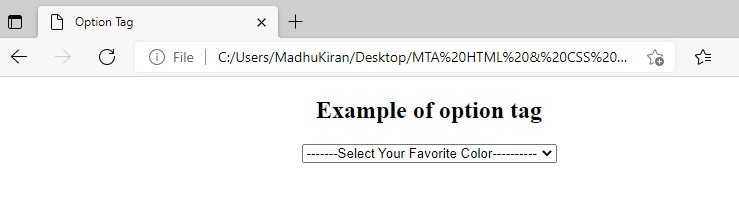 Option Tag
File
C:/Users/MadhuKiran/Desktop/MTA%20HTML%20&%20CSS%20...
Example of option tag
-------Select Your Favorite Color----------